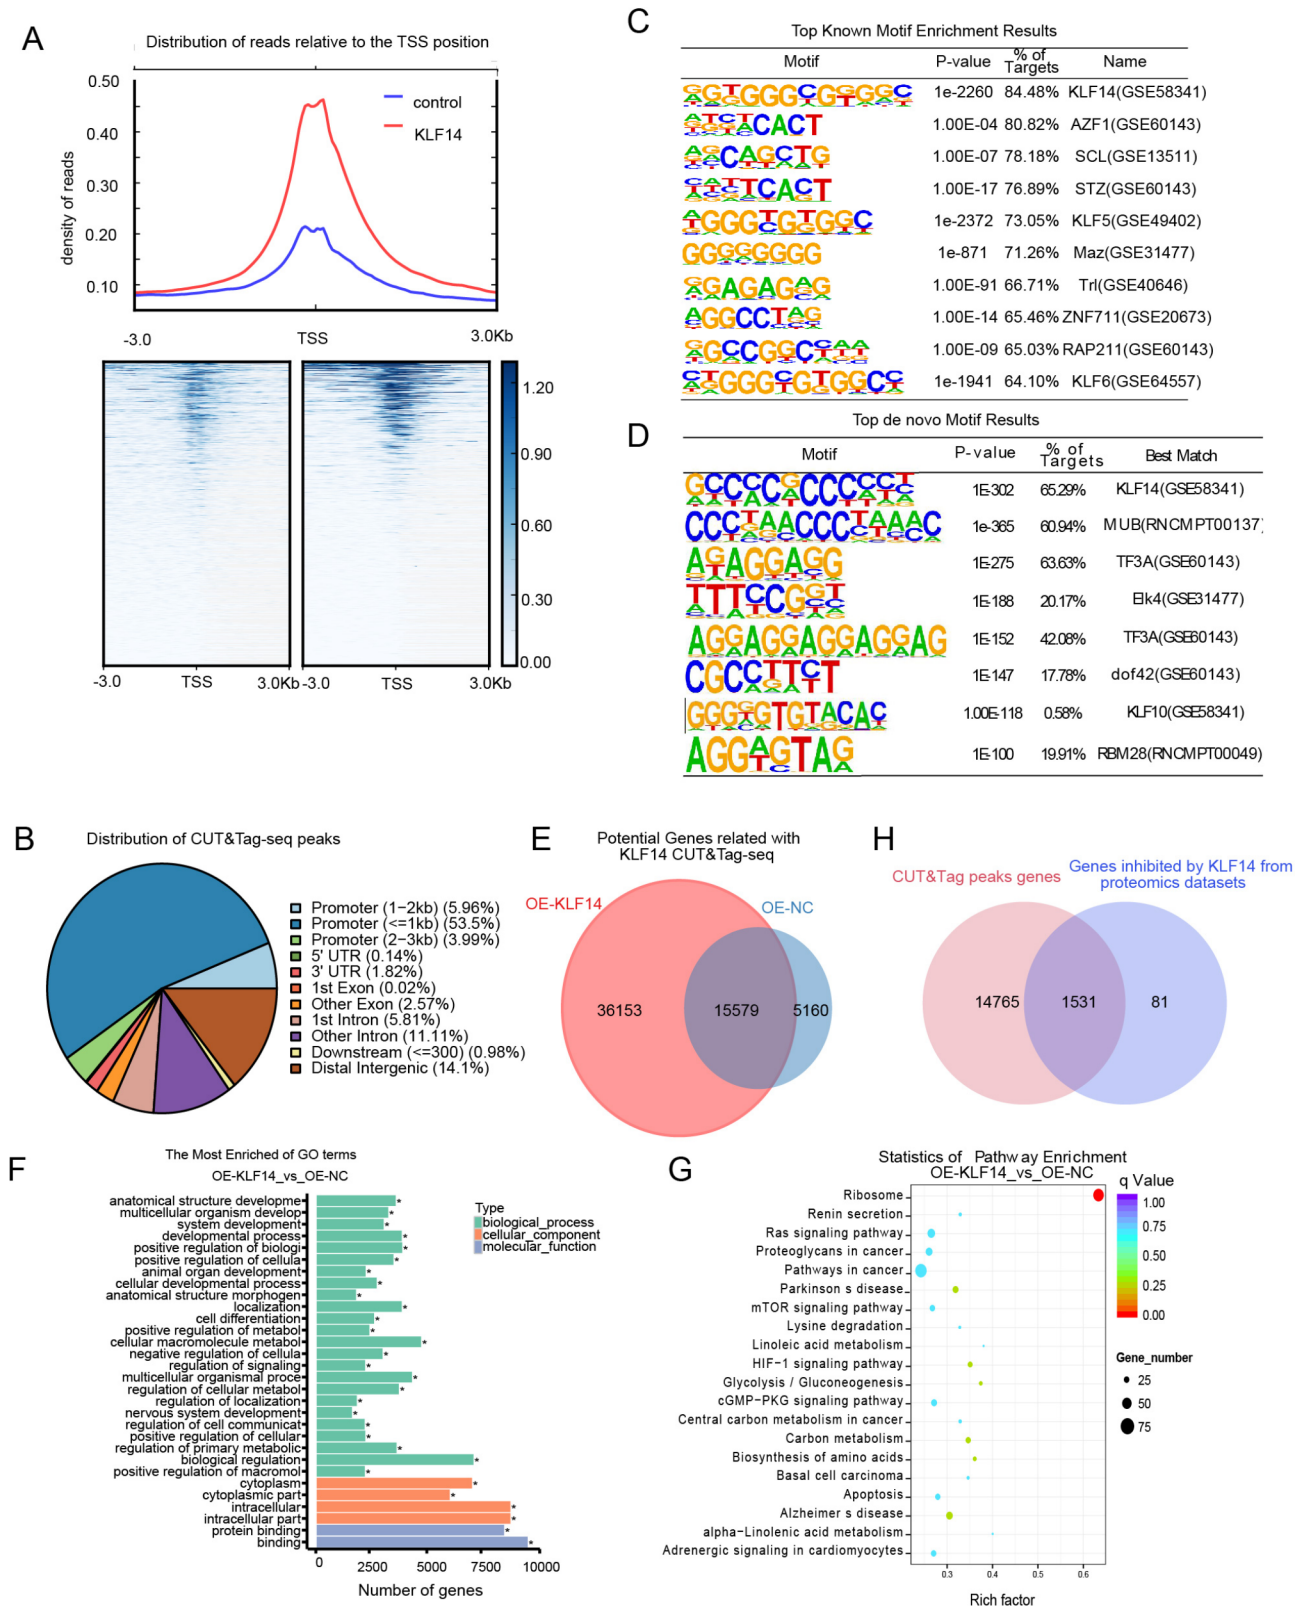 A
Distribution of reads relative to the TSS position
0.50
0.40
0.30
0.20
0.10
density of reads
control
KLF14
-3.0
TSS
3.0Kb
1.20
0.90
0.60
0.30
0.00
-3.0
TSS
3.0Kb
-3.0
TSS
3.0Kb
C
Top Known Motif Enrichment Results
Motif P-value % of Targets Name
1e-2260 84.48% KLF14(GSE58341)
1.00E-04 80.82% AZF1(GSE60143)
1.00E-07 78.18% SCL(GSE13511)
1.00E-17 76.89% STZ(GSE60143)
1e-2372 73.05% KLF5(GSE49402)
1e-871 71.26% Maz(GSE31477)
1.00E-91 66.71% Trl(GSE40646)
1.00E-14 65.46% ZNF711(GSE20673)
1.00E-09 65.03% RAP211(GSE60143)
1e-1941 64.10% KLF6(GSE64557)
D
Top de novo Motif Results
Motif P-value % of Targets Best Match
1E-302 65.29% KLF14(GSE58341)
1e-365 60.94% MUB(RNCMPT00137)
1E-275 63.63% TF3A(GSE60143)
1E-188 20.17% Elk4(GSE31477)
1E-152 42.08% TF3A(GSE60143)
1E-147 17.78% dof42(GSE60143)
1.00E-118 0.58% KLF10(GSE58341)
1E-100 19.91% RBM28(RNCMPT00049)
B
Distribution of CUT&Tag-seq peaks
Promoter (1-2kb) (5.96%)
Promoter (<=1kb) (53.5%)
Promoter (2-3kb) (3.99%)
5' UTR (0.14%)
3' UTR (1.82%)
1st Exon (0.02%)
Other Exon (2.57%)
1st Intron (5.81%)
Other Intron (11.11%)
Downstream (<=300) (0.98%)
Distal Intergenic (14.1%)
E
Potential Genes related with
KLF14 CUT&Tag-seq
OE-KLF14
OE-NC
36153
15579
5160
H
CUT&Tag peaks genes
Genes inhibited by KLF14 from
proteomics datasets
14765
1531
81
F
The Most Enriched of GO terms
OE-KLF14_vs_OE-NC
anatomical structure developme
multicellular organism develop
system development
developmental process
positive regulation of biologi
positive regulation of cellula
animal organ development
cellular developmental process
anatomical structure morphogen
localization
cell differentiation
positive regulation of metabol
cellular macromolecule metabol
negative regulation of cellula
regulation of signaling
multicellular organismal proce
regulation of cellular metabol
regulation of localization
nervous system development
regulation of cell communicat
positive regulation of cellular
regulation of primary metabolic
biological regulation
positive regulation of macromol
cytoplasm
cytoplasmic part
intracellular
intracellular part
protein binding
binding
0
2500
5000
7500
10000
Number of genes
Type
biological_process
cellular_component
molecular_function
G
Statistics of Pathway Enrichment
OE-KLF14_vs_OE-NC
Ribosome
Renin secretion
Ras signaling pathway
Proteoglycans in cancer
Pathways in cancer
Parkinson s disease
mTOR signaling pathway
Lysine degradation
Linoleic acid metabolism
HIF-1 signaling pathway
Glycolysis / Gluconeogenesis
cGMP-PKG signaling pathway
Central carbon metabolism in cancer
Carbon metabolism
Biosynthesis of amino acids
Basal cell carcinoma
Apoptosis
Alzheimer s disease
alpha-Linolenic acid metabolism
Adrenergic signaling in cardiomyocytes
0.3
0.4
0.5
0.6
Rich factor
q Value
1.00
0.75
0.50
0.25
0.00
Gene_number
25
50
75